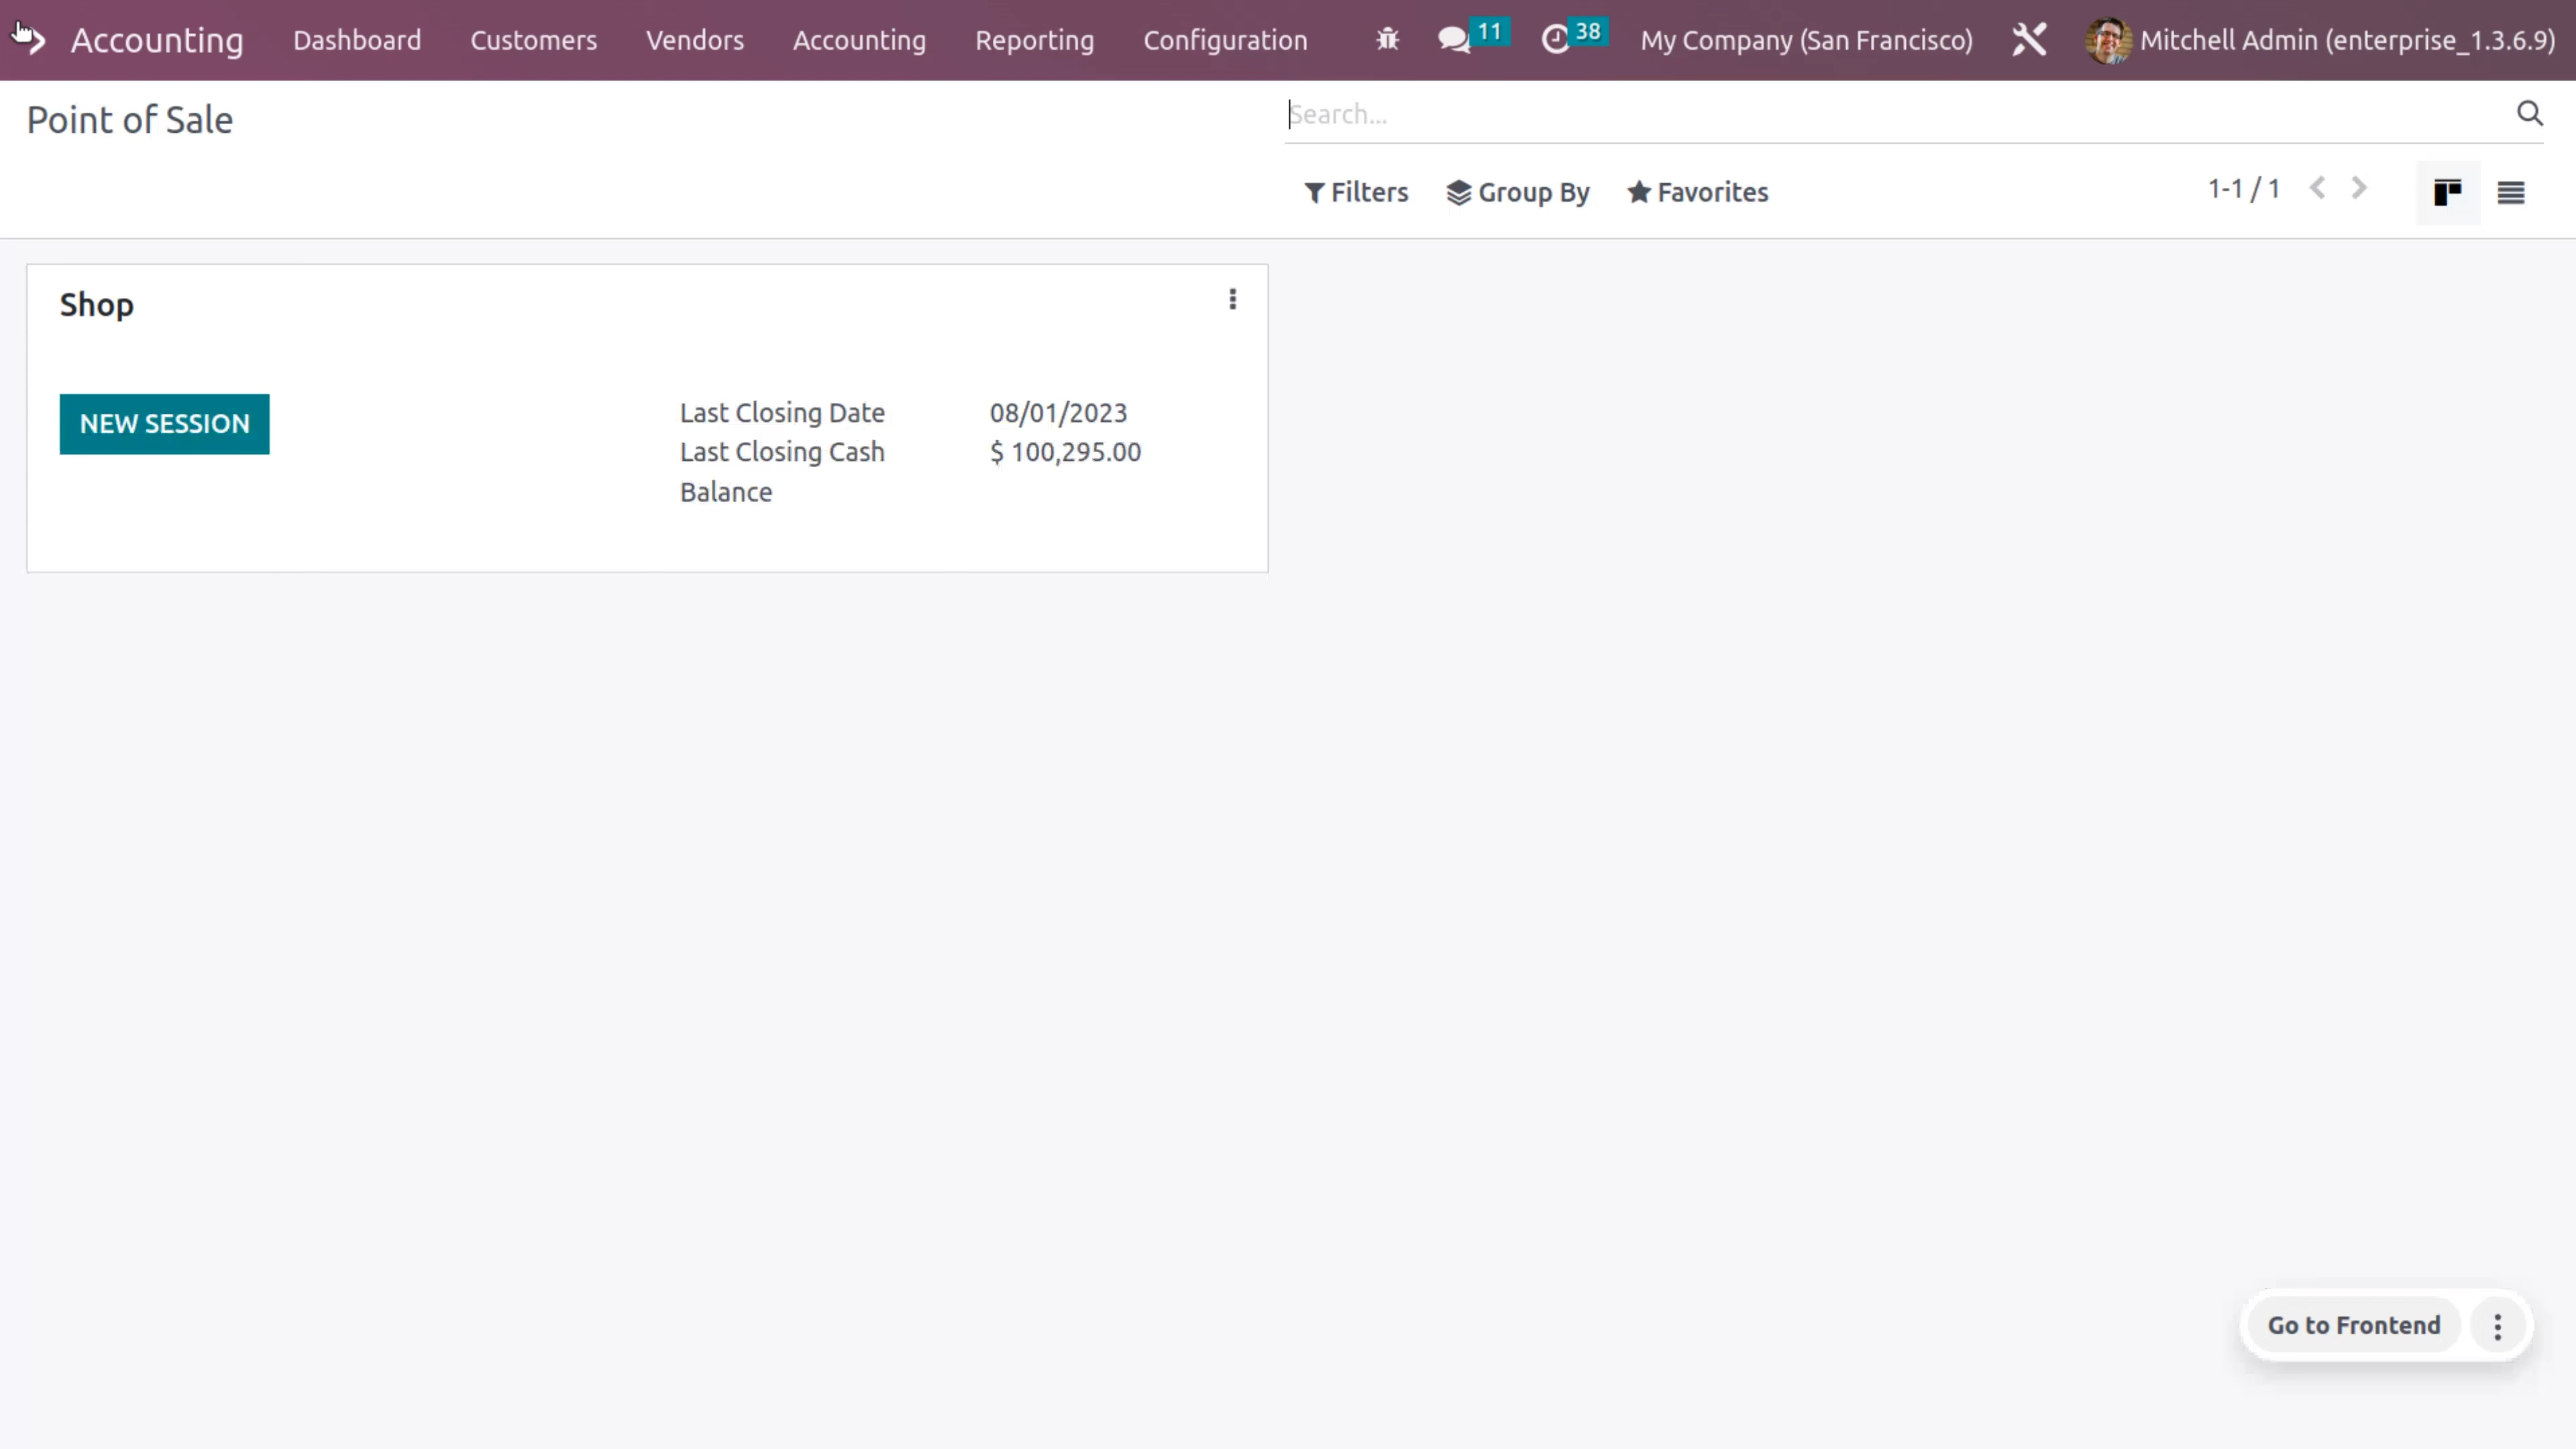 Accounting Dashboard Customers Vendors Accounting Reporting Configuration 11 38 My Company (San Francisco) Mitchell Admin (enterprise_1.3.6.9)
Point of Sale
Search...
Filters Group By Favorites 1-1 / 1
Shop
NEW SESSION
Last Closing Date 08/01/2023
Last Closing Cash $ 100,295.00
Balance
Go to Frontend